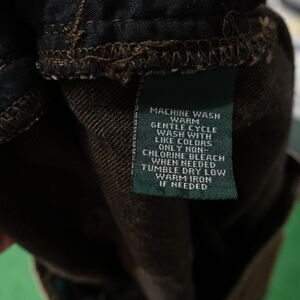 MACHINE WASH
WARM
GENTLE CYCLE
WASH WITH
LIKE COLORS
ONLY NON-
CHLORINE BLEACH
WHEN NEEDED
TUMBLE DRY LOW
WARM IRON
IF NEEDED